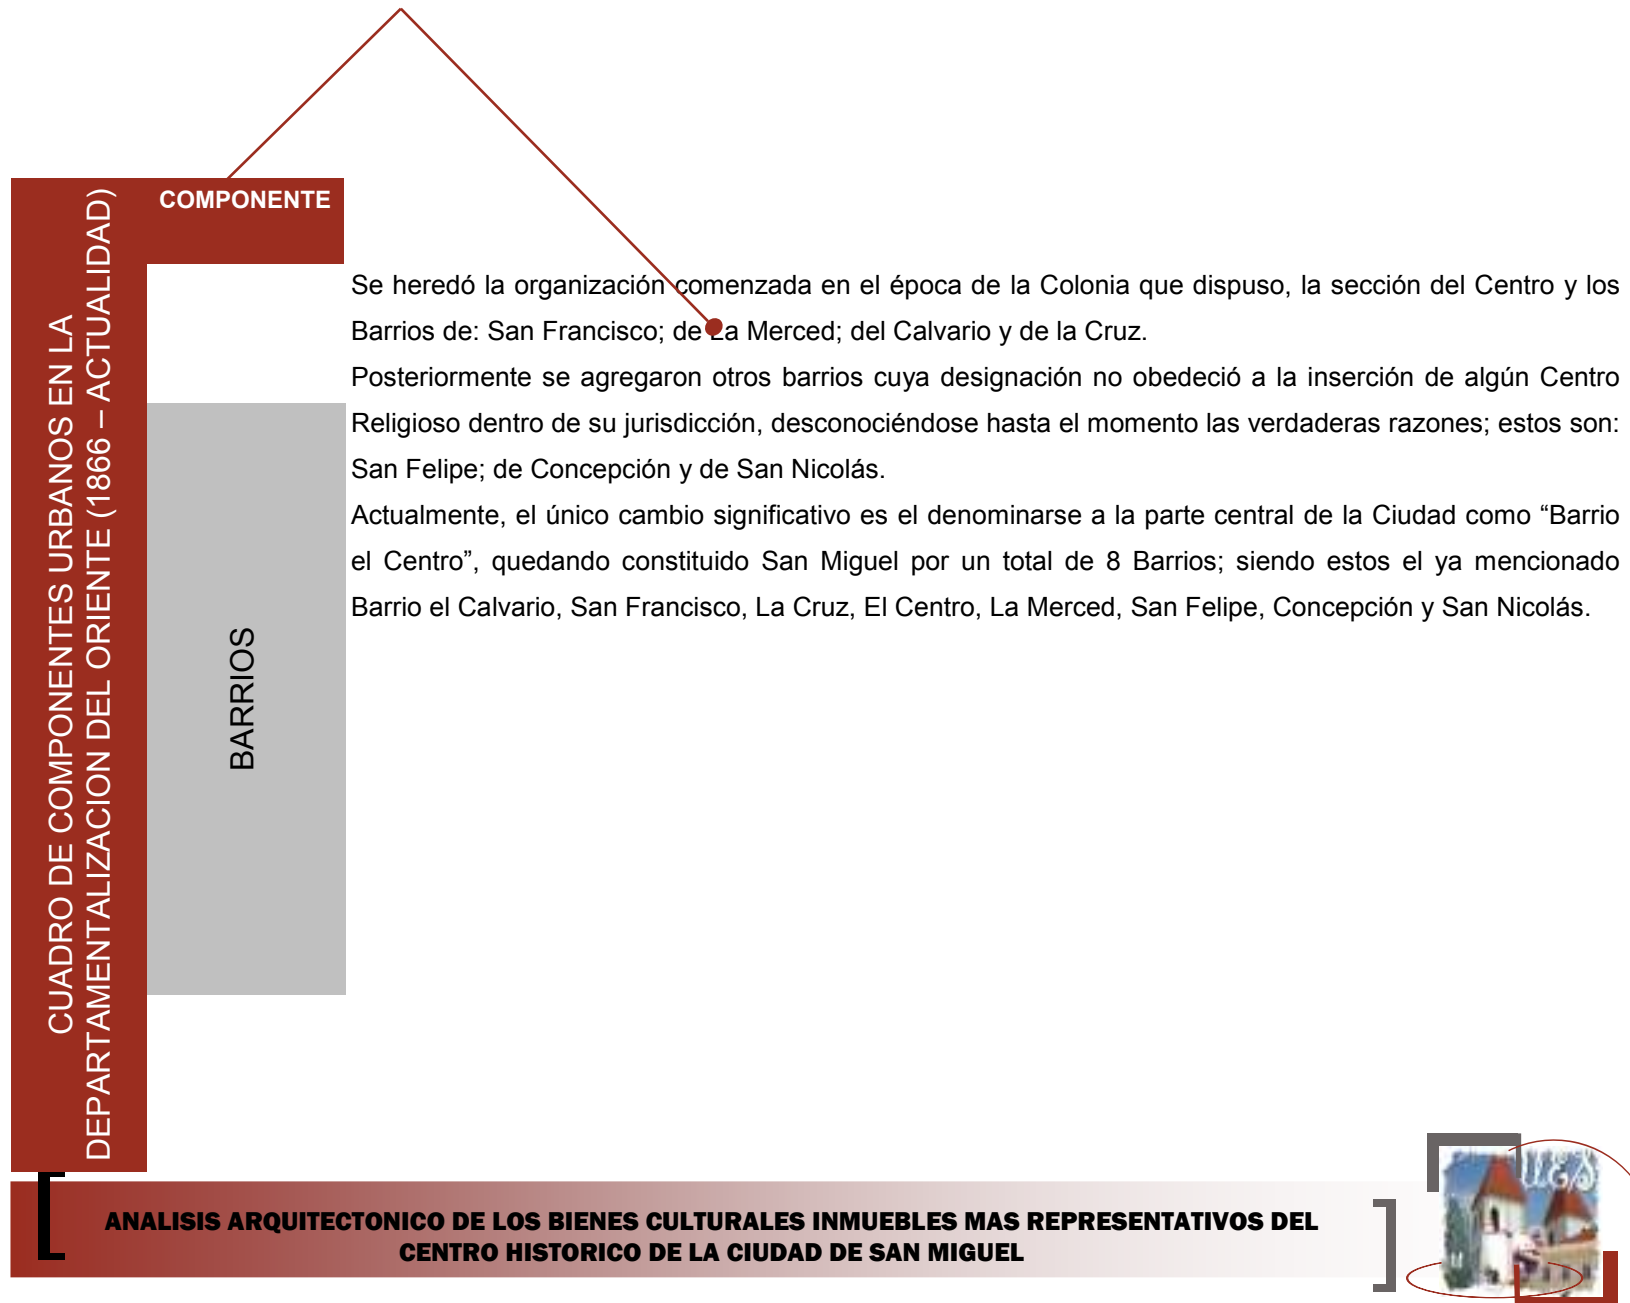 CUADRO DE COMPONENTES URBANOS EN LA
DEPARTAMENTALIZACION DEL ORIENTE (1866 – ACTUALIDAD)
COMPONENTE
BARRIOS
Se heredó la organización comenzada en el época de la Colonia que dispuso, la sección del Centro y los
Barrios de: San Francisco; de La Merced; del Calvario y de la Cruz.
Posteriormente se agregaron otros barrios cuya designación no obedeció a la inserción de algún Centro
Religioso dentro de su jurisdicción, desconociéndose hasta el momento las verdaderas razones; estos son:
San Felipe; de Concepción y de San Nicolás.
Actualmente, el único cambio significativo es el denominarse a la parte central de la Ciudad como “Barrio
el Centro”, quedando constituido San Miguel por un total de 8 Barrios; siendo estos el ya mencionado
Barrio el Calvario, San Francisco, La Cruz, El Centro, La Merced, San Felipe, Concepción y San Nicolás.
ANALISIS ARQUITECTONICO DE LOS BIENES CULTURALES INMUEBLES MAS REPRESENTATIVOS DEL
CENTRO HISTORICO DE LA CIUDAD DE SAN MIGUEL
UES